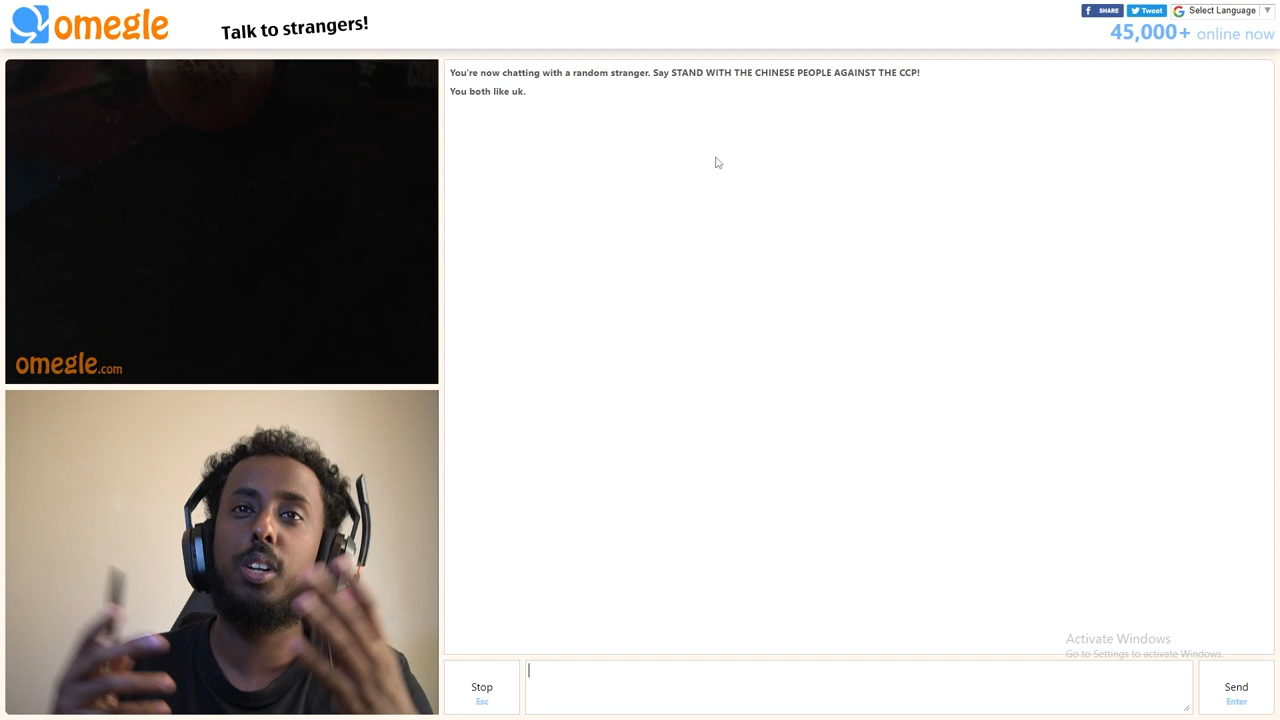 omegle
Talk to strangers!
SHARE
Tweet
Select Language
45,000+ online now
You're now chatting with a random stranger. Say STAND WITH THE CHINESE PEOPLE AGAINST THE CCP!
You both like uk.
omegle.com
Activate Windows
Go to Settings to activate Windows.
Stop
Esc
Send
Enter